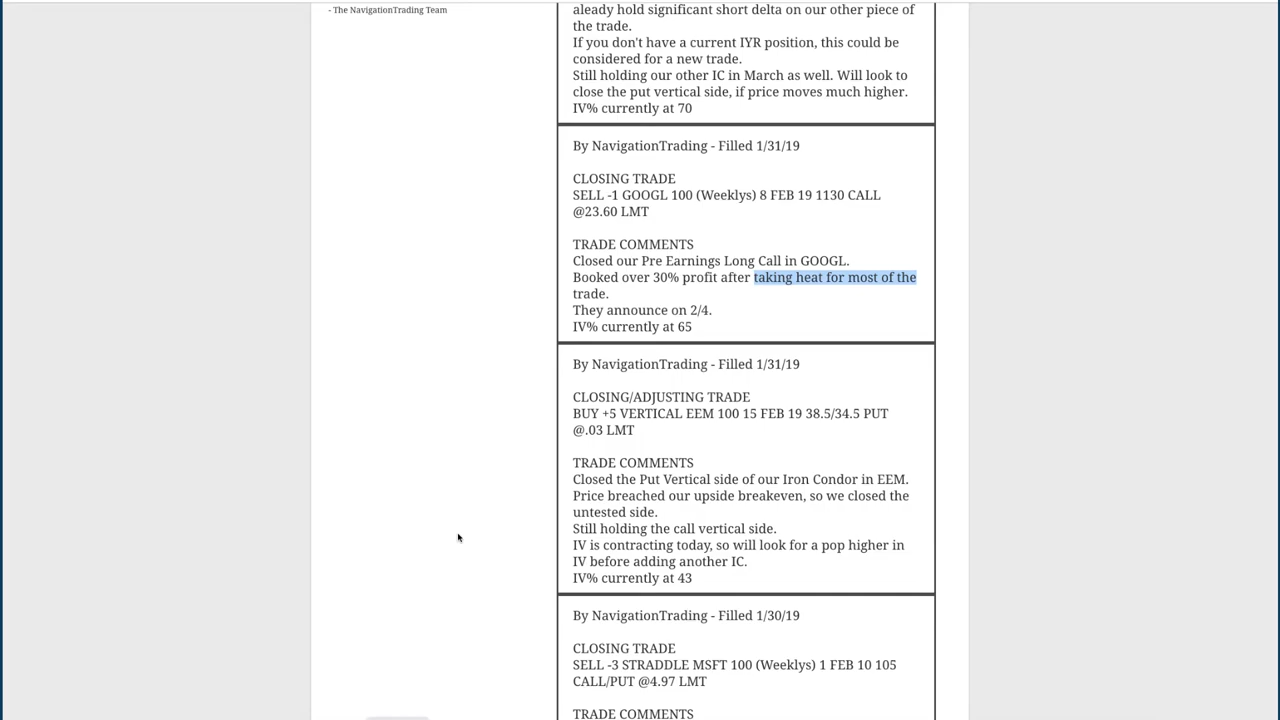 - The NavigationTrading Team
aleady hold significant short delta on our other piece of
the trade.
If you don't have a current IYR position, this could be
considered for a new trade.
Still holding our other IC in March as well. Will look to
close the put vertical side, if price moves much higher.
IV% currently at 70
By NavigationTrading - Filled 1/31/19
CLOSING TRADE
SELL -1 GOOGL 100 (Weeklys) 8 FEB 19 1130 CALL
@23.60 LMT
TRADE COMMENTS
Closed our Pre Earnings Long Call in GOOGL.
Booked over 30% profit after taking heat for most of the
trade.
They announce on 2/4.
IV% currently at 65
By NavigationTrading - Filled 1/31/19
CLOSING/ADJUSTING TRADE
BUY +5 VERTICAL EEM 100 15 FEB 19 38.5/34.5 PUT
@.03 LMT
TRADE COMMENTS
Closed the Put Vertical side of our Iron Condor in EEM.
Price breached our upside breakeven, so we closed the
untested side.
Still holding the call vertical side.
IV is contracting today, so will look for a pop higher in
IV before adding another IC.
IV% currently at 43
By NavigationTrading - Filled 1/30/19
CLOSING TRADE
SELL -3 STRADDLE MSFT 100 (Weeklys) 1 FEB 10 105
CALL/PUT @4.97 LMT
TRADE COMMENTS